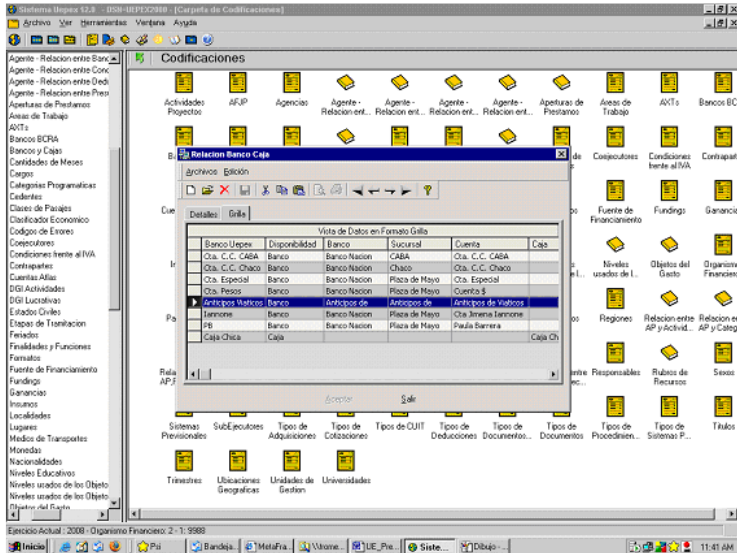 Sistema Uepex 12.0 - DSN-UEPEX2008 - [Carpeta de Codificaciones]
Archivo Ver Herramientas Ventana Ayuda
Codificaciones
Agente - Relacion entre Banc
Agente - Relacion entre Conc
Agente - Relacion entre Dedu
Agente - Relacion entre Pres
Aperturas de Prestamos
Areas de Trabajo
AXTs
Bancos BCRA
Bancos y Cajas
Cantidades de Meses
Cargos
Categorias Programaticas
Cedentes
Clases de Pasajes
Clasificador Economico
Codigos de Errores
Coejecutores
Condiciones frente al IVA
Contrapartes
Cuentas Atlas
DGI Actividades
DGI Lucrativas
Estados Civiles
Etapas de Tramitacion
Feriados
Finalidades y Funciones
Formatos
Fuente de Financiamiento
Fundings
Ganancias
Insumos
Localidades
Lugares
Medios de Transportes
Monedas
Nacionalidades
Niveles Educativos
Niveles usados de los Objeto
Niveles usados de los Objeto
Objetos del Gasto
Actividades Proyectos
AFJP
Agencias
Agente - Relacion ent...
Agente - Relacion ent...
Agente - Relacion ent...
Agente - Relacion ent...
Aperturas de Prestamos
Areas de Trabajo
AXTs
Bancos BC
Coejecutores
Condiciones frente al IVA
Contrapart
Fuente de Financiamiento
Fundings
Ganancia
Niveles usados de l...
Objetos del Gasto
Organism Financiero
Regiones
Relacion entre AP y Activid...
Relacion en AP y Categ
Responsables
Rubros de Recursos
Sexos
Relacion Banco Caja
Archivos Edición
Detalles Grilla
Vista de Datos en Formato Grilla
Banco Uepex Disponibilidad Banco Sucursal Cuenta Caja
Cta. C.C. CABA Banco Banco Nacion CABA Cta. C.C. CABA
Cta. C.C. Chaco Banco Banco Nacion Chaco Cta. C.C. Chaco
Cta. Especial Banco Banco Nacion Plaza de Mayo Cta. Especial
Cta. Pesos Banco Banco Nacion Plaza de Mayo Cuenta $
Anticipos Viaticos Banco Anticipos de Anticipos de Anticipos de Viaticos
Iannone Banco Banco Nacion Plaza de Mayo Cta Jimena Iannone
PB Banco Banco Nacion Plaza de Mayo Paula Barrera
Caja Chica Caja Caja Ch
Aceptar Salir
Sistemas Previsionales
SubEjecutores
Tipos de Adquisiciones
Tipos de Cotizaciones
Tipos de CUIT
Tipos de Deducciones
Tipos de Documentos...
Tipos de Documentos
Tipos de Procedimien...
Tipos de Sistemas P...
Titulos
Trimestres
Ubicaciones Geograficas
Unidades de Gestion
Universidades
Ejercicio Actual : 2008 - Organismo Financiero: 2 - 1: 9988
Inicio Psi Bandeja... MetaFra... UE_Pre... Siste... Dibujo -... 11:41 AM